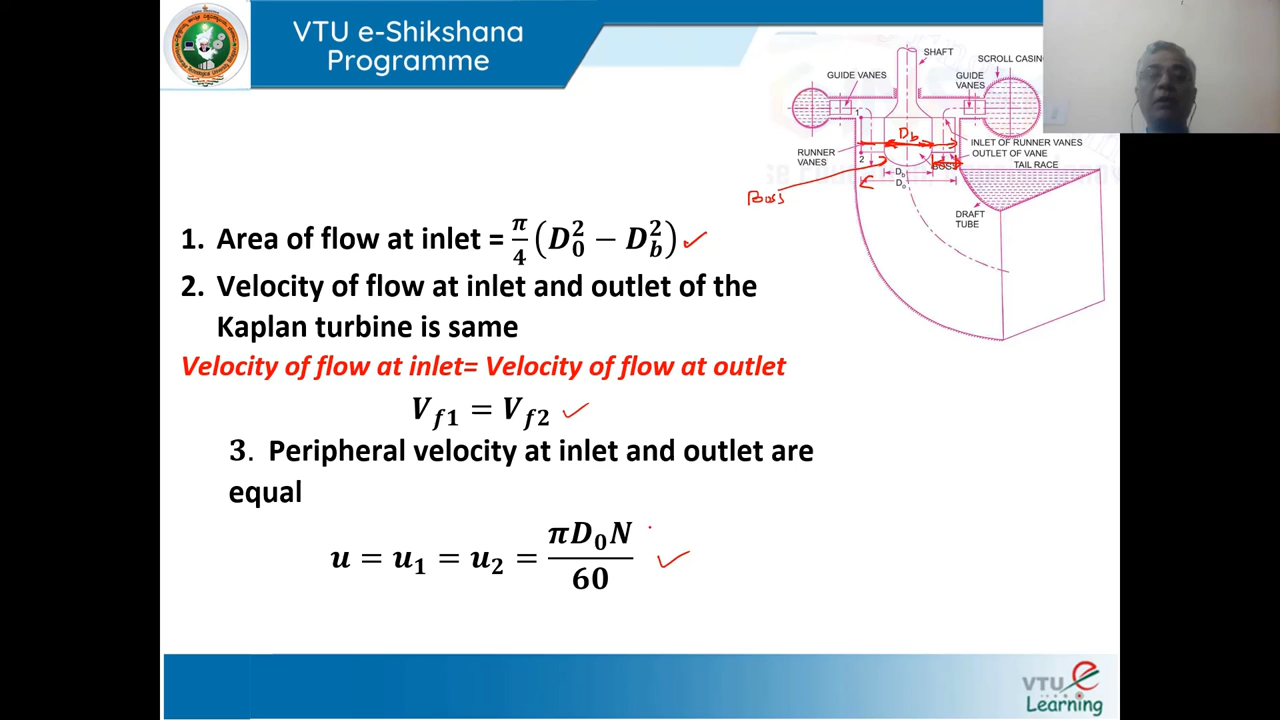 VTU e-Shikshana
Programme
SHAFT
SCROLL CASIN
GUIDE VANES
GUIDE
VANES
1
Db
RUNNER
VANES
2
INLET OF RUNNER VANES
OUTLET OF VANE
BOSS
TAIL RACE
Db
Do
Boss
DRAFT
TUBE
1. Area of flow at inlet = π/4 (D₀² − D_b²) ✓
2. Velocity of flow at inlet and outlet of the
Kaplan turbine is same
Velocity of flow at inlet= Velocity of flow at outlet
V_f1 = V_f2 ✓
3. Peripheral velocity at inlet and outlet are
equal
u = u₁ = u₂ = πD₀N/60 ✓
VTU e
Learning